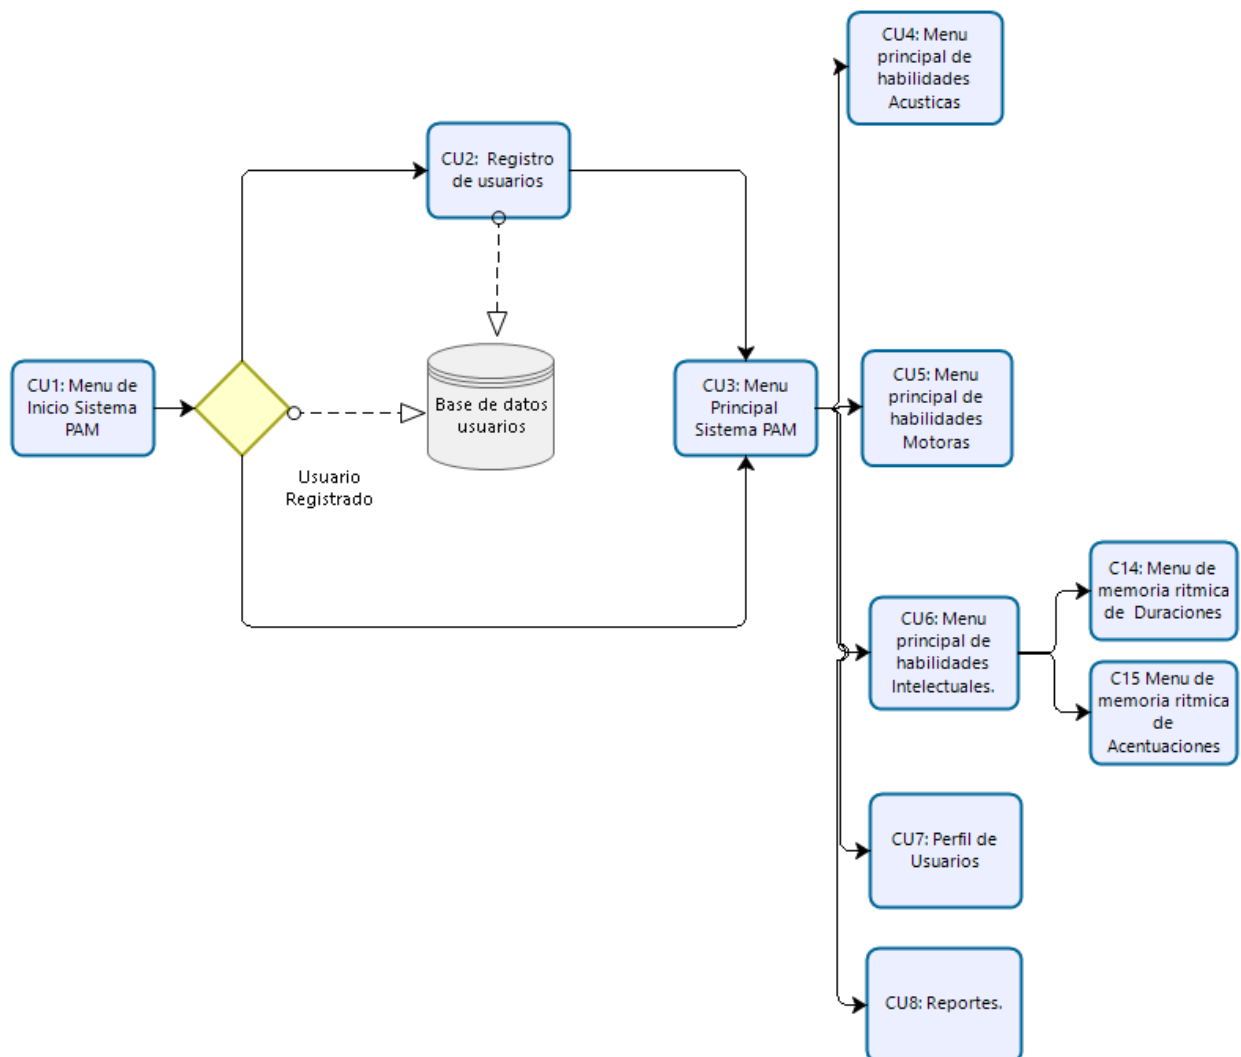 CU4: Menu
principal de
habilidades
Acusticas
CU2:  Registro
de usuarios
CU1: Menu de
Inicio Sistema
PAM
Base de datos
usuarios
Usuario
Registrado
CU3: Menu
Principal
Sistema PAM
CU5: Menu
principal de
habilidades
Motoras
CU6: Menu
principal de
habilidades
Intelectuales.
C14: Menu de
memoria ritmica
de  Duraciones
C15 Menu de
memoria ritmica
de
Acentuaciones
CU7: Perfil de
Usuarios
CU8: Reportes.